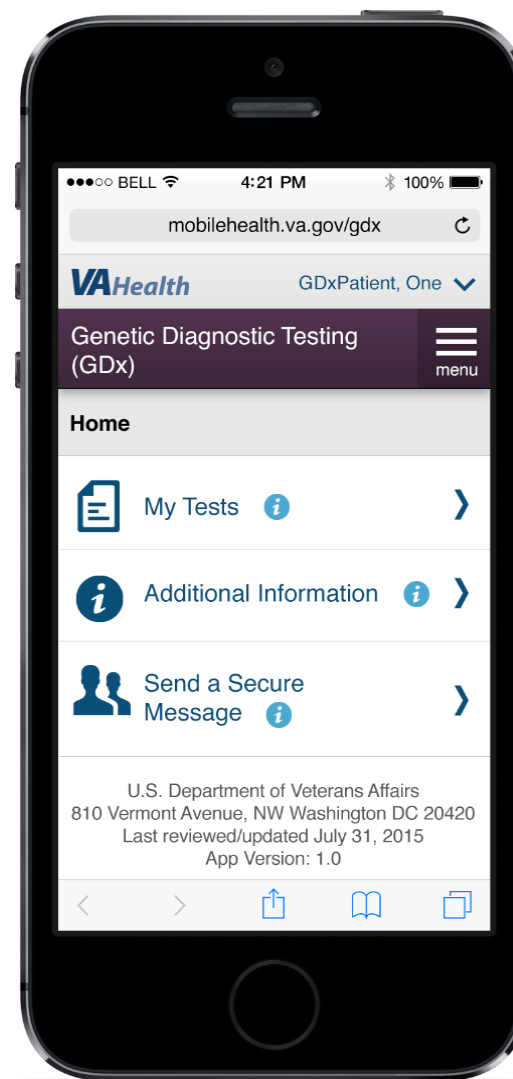 BELL 4:21 PM 100%
mobilehealth.va.gov/gdx
VAHealth GDxPatient, One
Genetic Diagnostic Testing
(GDx)
menu
Home
My Tests i
Additional Information i
Send a Secure
Message i
U.S. Department of Veterans Affairs
810 Vermont Avenue, NW Washington DC 20420
Last reviewed/updated July 31, 2015
App Version: 1.0